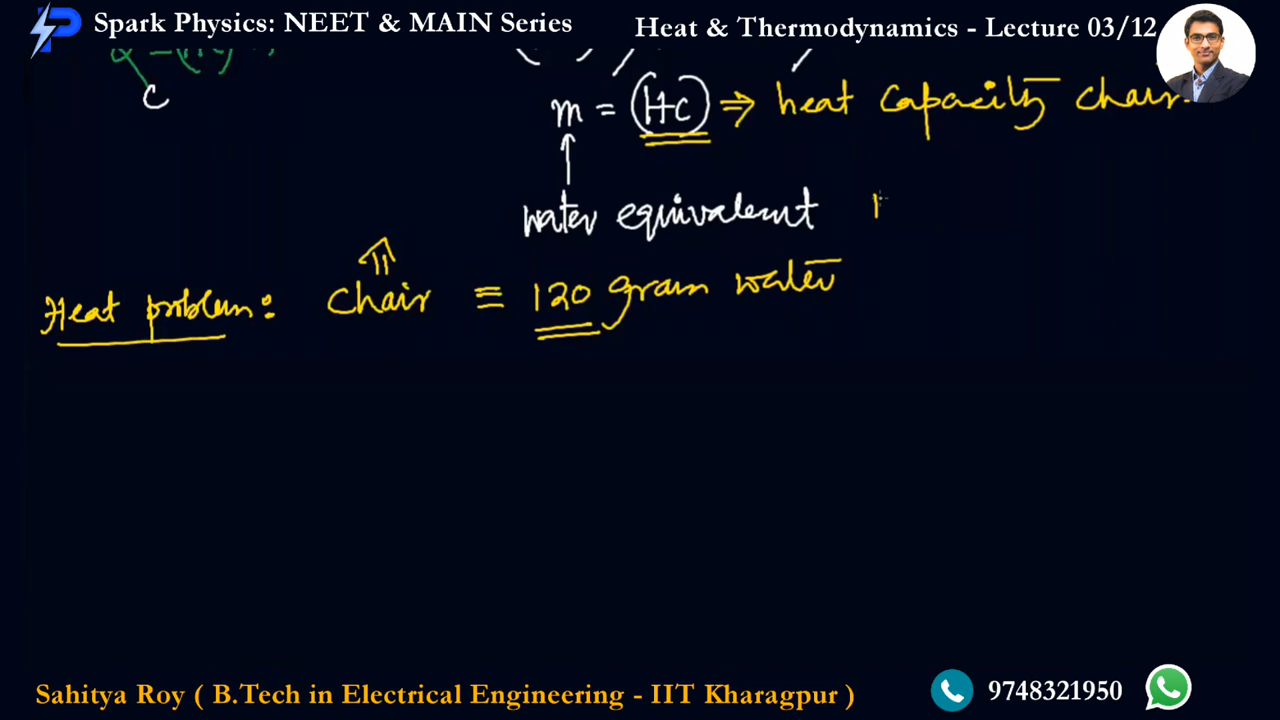 Spark Physics: NEET & MAIN Series
Heat & Thermodynamics - Lecture 03/12
C
m = (Hc) ⇒ heat capacity chair.
water equivalent
Heat problem: Chair ≡ 120 gram water
Sahitya Roy ( B.Tech in Electrical Engineering - IIT Kharagpur )
9748321950